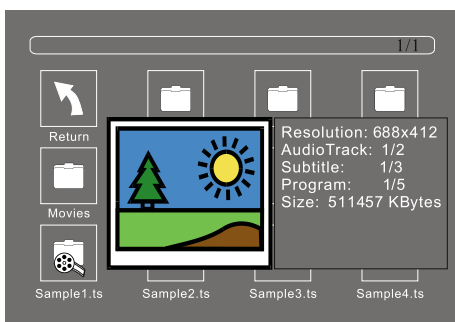 1/1
Return
Resolution: 688x412
AudioTrack: 1/2
Subtitle: 1/3
Program: 1/5
Size: 511457 KBytes
Movies
Sample1.ts Sample2.ts Sample3.ts Sample4.ts